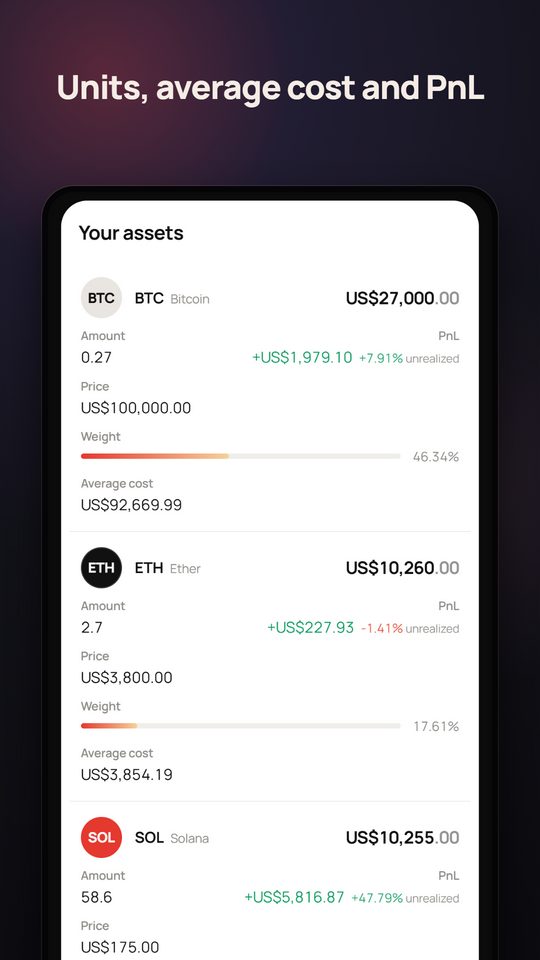 Units, average cost and PnL
Your assets
BTC BTC Bitcoin US$27,000.00
Amount PnL
0.27 +US$1,979.10 +7.91% unrealized
Price
US$100,000.00
Weight
46.34%
Average cost
US$92,669.99
ETH ETH Ether US$10,260.00
Amount PnL
2.7 +US$227.93 -1.41% unrealized
Price
US$3,800.00
Weight
17.61%
Average cost
US$3,854.19
SOL SOL Solana US$10,255.00
Amount PnL
58.6 +US$5,816.87 +47.79% unrealized
Price
US$175.00